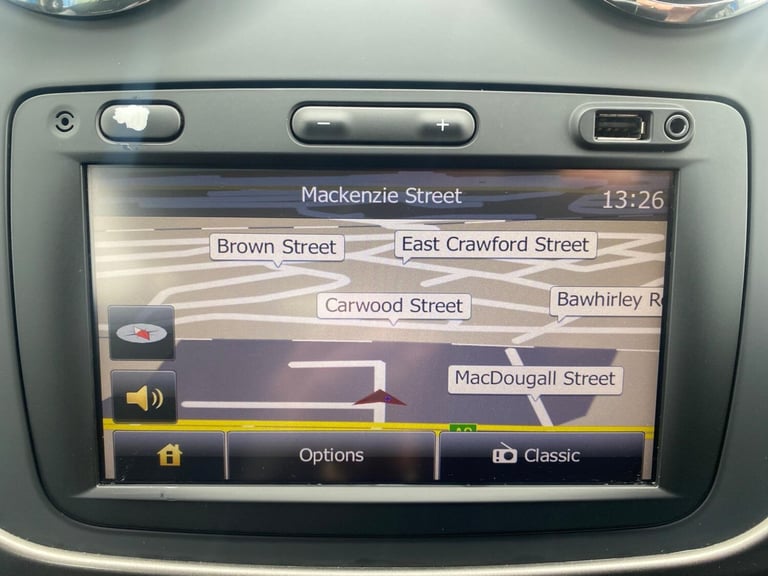 − +
Mackenzie Street 13:26
Brown Street East Crawford Street
Carwood Street Bawhirley R
MacDougall Street
Options Classic